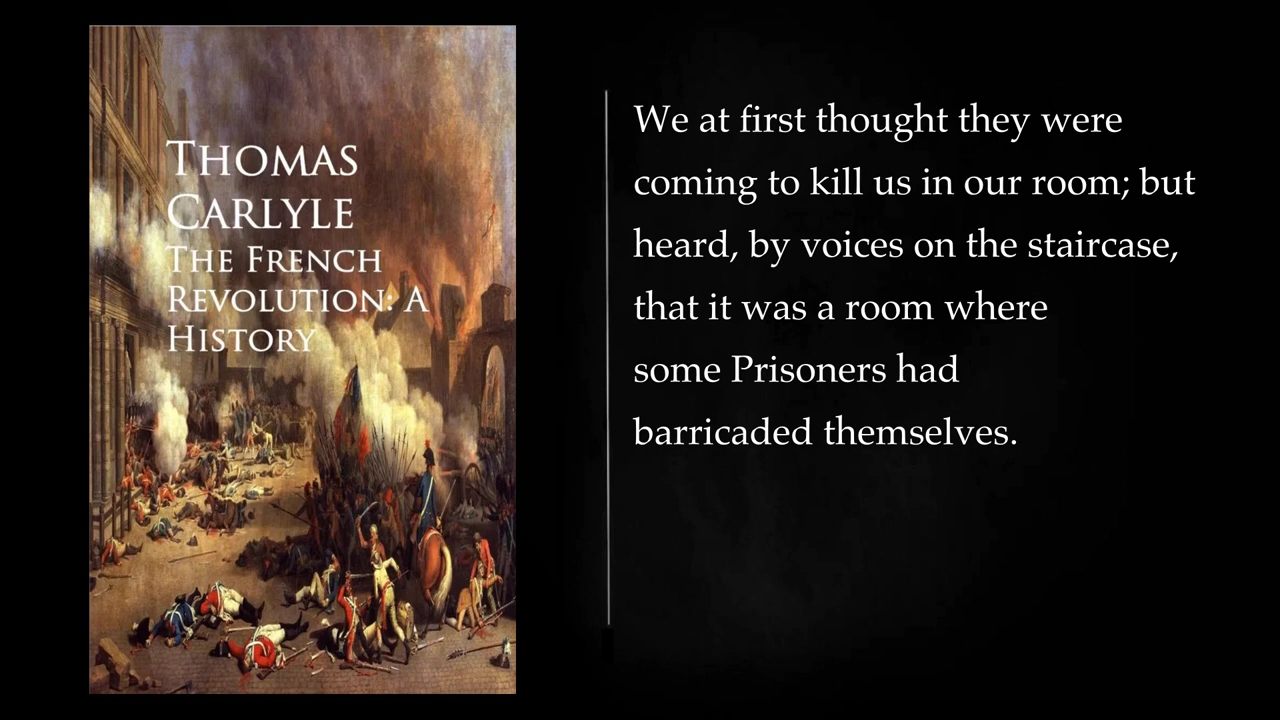 THOMAS
CARLYLE
THE FRENCH
REVOLUTION: A
HISTORY
We at first thought they were
coming to kill us in our room; but
heard, by voices on the staircase,
that it was a room where
some Prisoners had
barricaded themselves.